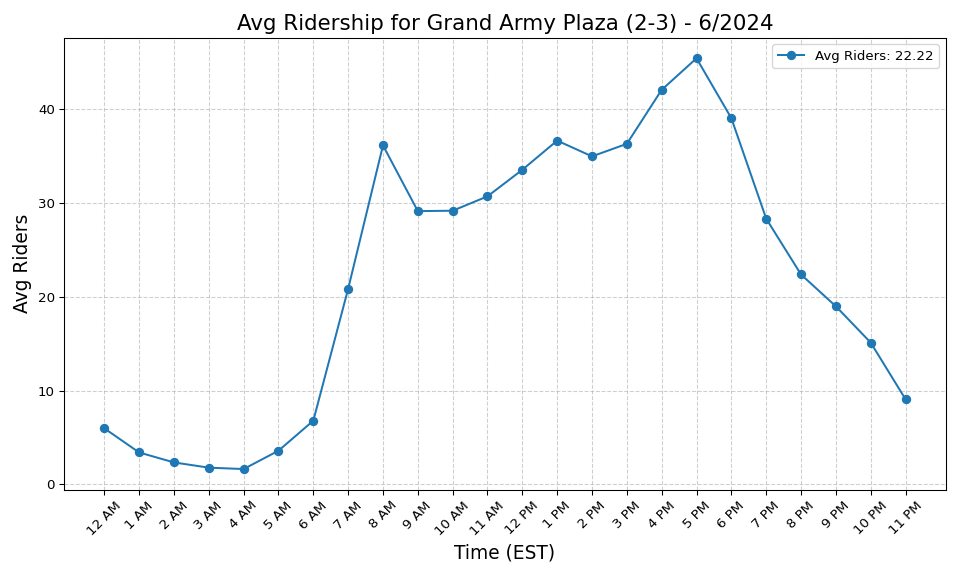 Avg Ridership for Grand Army Plaza (2-3) - 6/2024
Avg Riders: 22.22
Avg Riders
40
30
20
10
0
12 AM
1 AM
2 AM
3 AM
4 AM
5 AM
6 AM
7 AM
8 AM
9 AM
10 AM
11 AM
12 PM
1 PM
2 PM
3 PM
4 PM
5 PM
6 PM
7 PM
8 PM
9 PM
10 PM
11 PM
Time (EST)